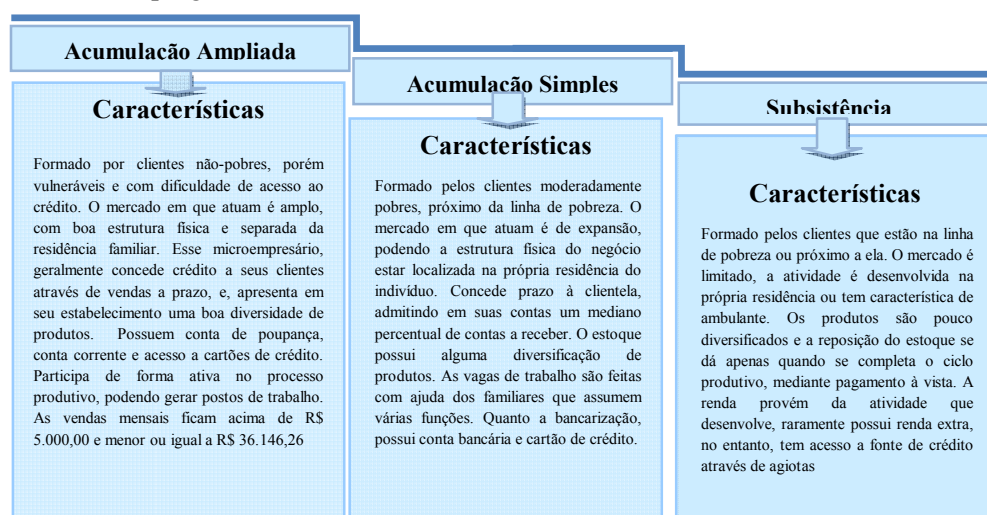 Acumulação Ampliada
Características
Formado por clientes não-pobres, porém
vulneráveis e com dificuldade de acesso ao
crédito. O mercado em que atuam é amplo,
com boa estrutura física e separada da
residência familiar. Esse microempresário,
geralmente concede crédito a seus clientes
através de vendas a prazo, e, apresenta em
seu estabelecimento uma boa diversidade de
produtos. Possuem conta de poupança,
conta corrente e acesso a cartões de crédito.
Participa de forma ativa no processo
produtivo, podendo gerar postos de trabalho.
As vendas mensais ficam acima de R$
5.000,00 e menor ou igual a R$ 36.146,26
Acumulação Simples
Características
Formado pelos clientes moderadamente
pobres, próximo da linha de pobreza. O
mercado em que atuam é de expansão,
podendo a estrutura física do negócio
estar localizada na própria residência do
indivíduo. Concede prazo à clientela,
admitindo em suas contas um mediano
percentual de contas a receber. O estoque
possui alguma diversificação de
produtos. As vagas de trabalho são feitas
com ajuda dos familiares que assumem
várias funções. Quanto a bancarização,
possui conta bancária e cartão de crédito.
Subsistência
Características
Formado pelos clientes que estão na linha
de pobreza ou próximo a ela. O mercado é
limitado, a atividade é desenvolvida na
própria residência ou tem característica de
ambulante. Os produtos são pouco
diversificados e a reposição do estoque se
dá apenas quando se completa o ciclo
produtivo, mediante pagamento à vista. A
renda provém da atividade que
desenvolve, raramente possui renda extra,
no entanto, tem acesso a fonte de crédito
através de agiotas